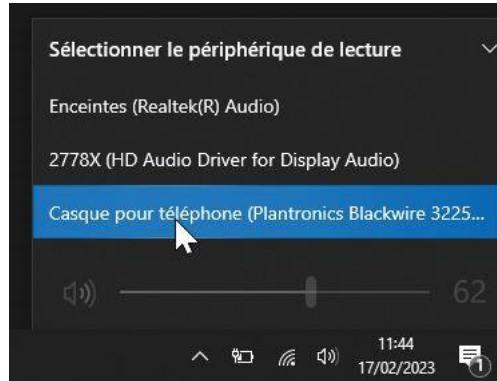 Sélectionner le périphérique de lecture
Enceintes (Realtek(R) Audio)
2778X (HD Audio Driver for Display Audio)
Casque pour téléphone (Plantronics Blackwire 3225...
62
11:44
17/02/2023
1